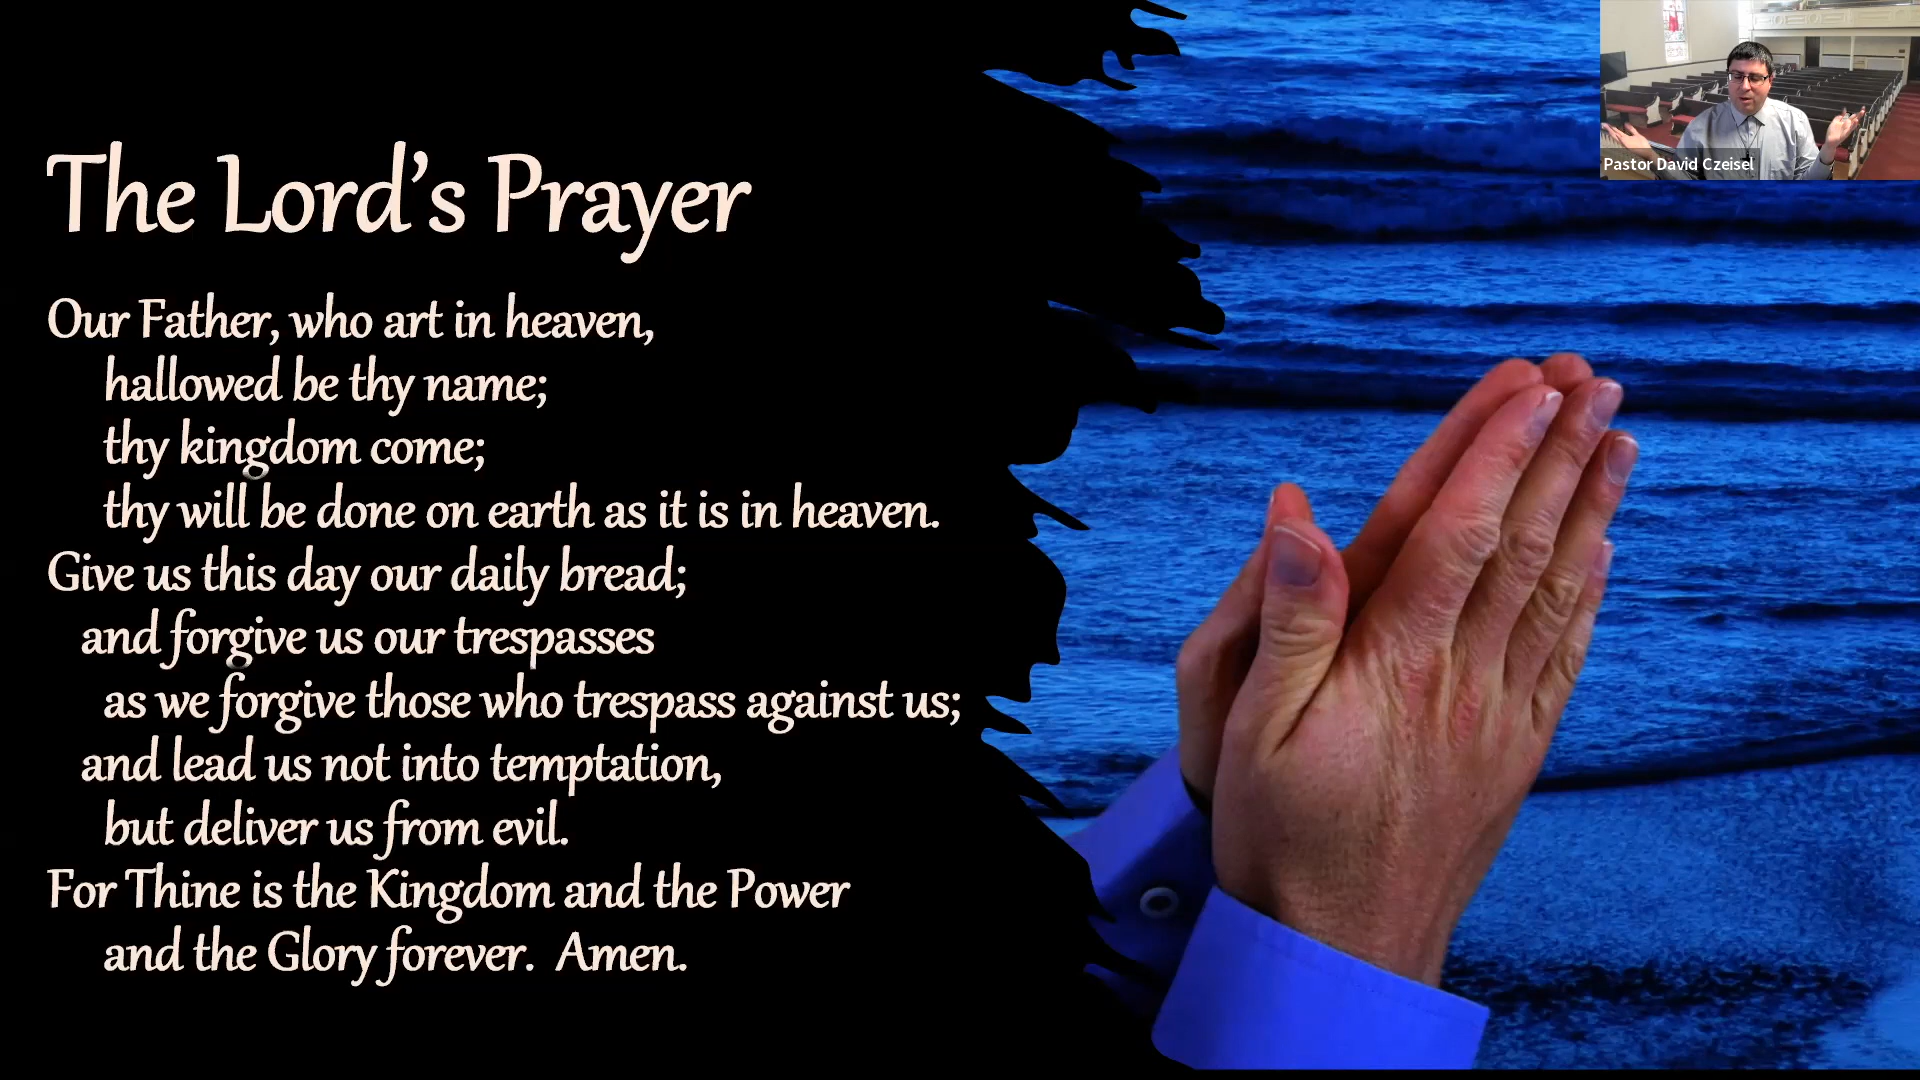 Pastor David Czeisel
The Lord's Prayer
Our Father, who art in heaven,
hallowed be thy name;
thy kingdom come;
thy will be done on earth as it is in heaven.
Give us this day our daily bread;
and forgive us our trespasses
as we forgive those who trespass against us;
and lead us not into temptation,
but deliver us from evil.
For Thine is the Kingdom and the Power
and the Glory forever.  Amen.